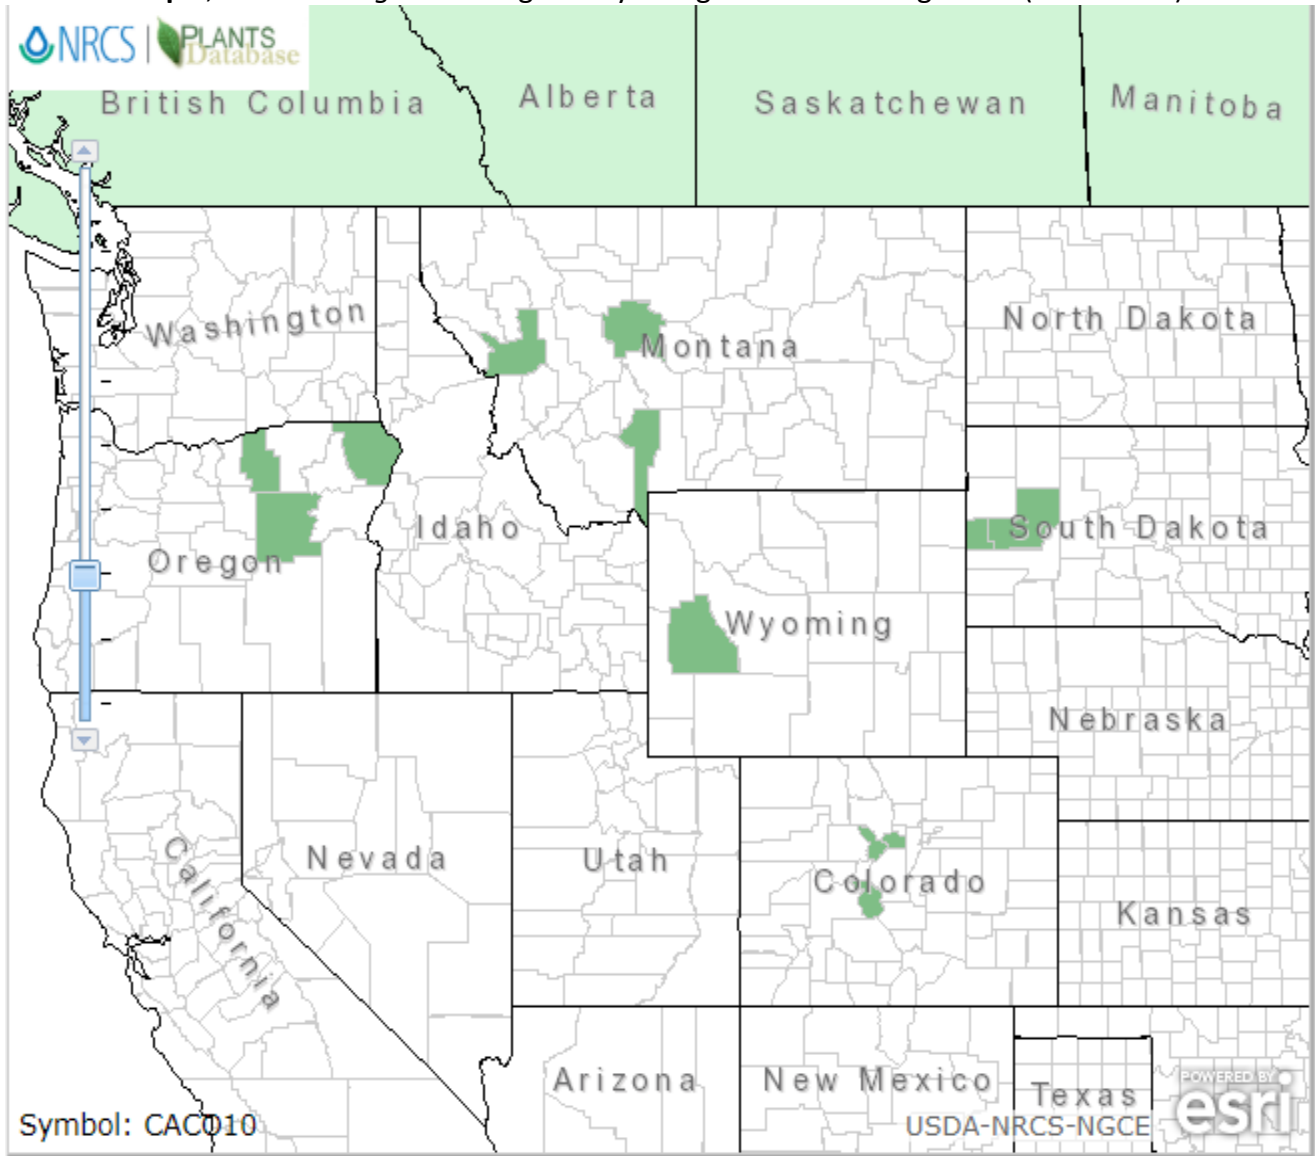 NRCS | PLANTS
Database
British Columbia
Alberta
Saskatchewan
Manitoba
Washington
Montana
North Dakota
Oregon
Idaho
South Dakota
Wyoming
Nebraska
California
Nevada
Utah
Colorado
Kansas
Arizona
New Mexico
Texas
POWERED BY
esri
Symbol: CACO10
USDA-NRCS-NGCE